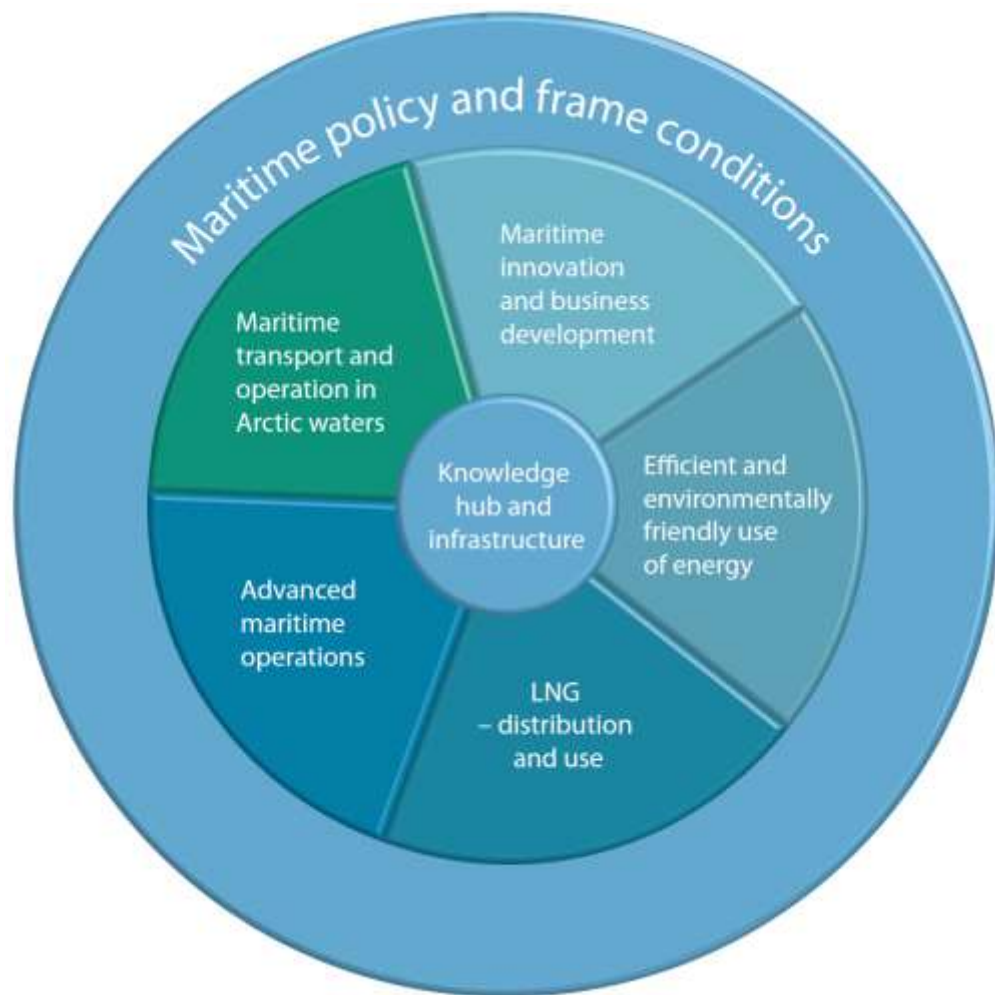 Maritime policy and frame conditions
Maritime
innovation
and business
development
Maritime
transport and
operation in
Arctic waters
Knowledge
hub and
infrastructure
Efficient and
environmentally
friendly use
of energy
Advanced
maritime
operations
LNG
– distribution
and use